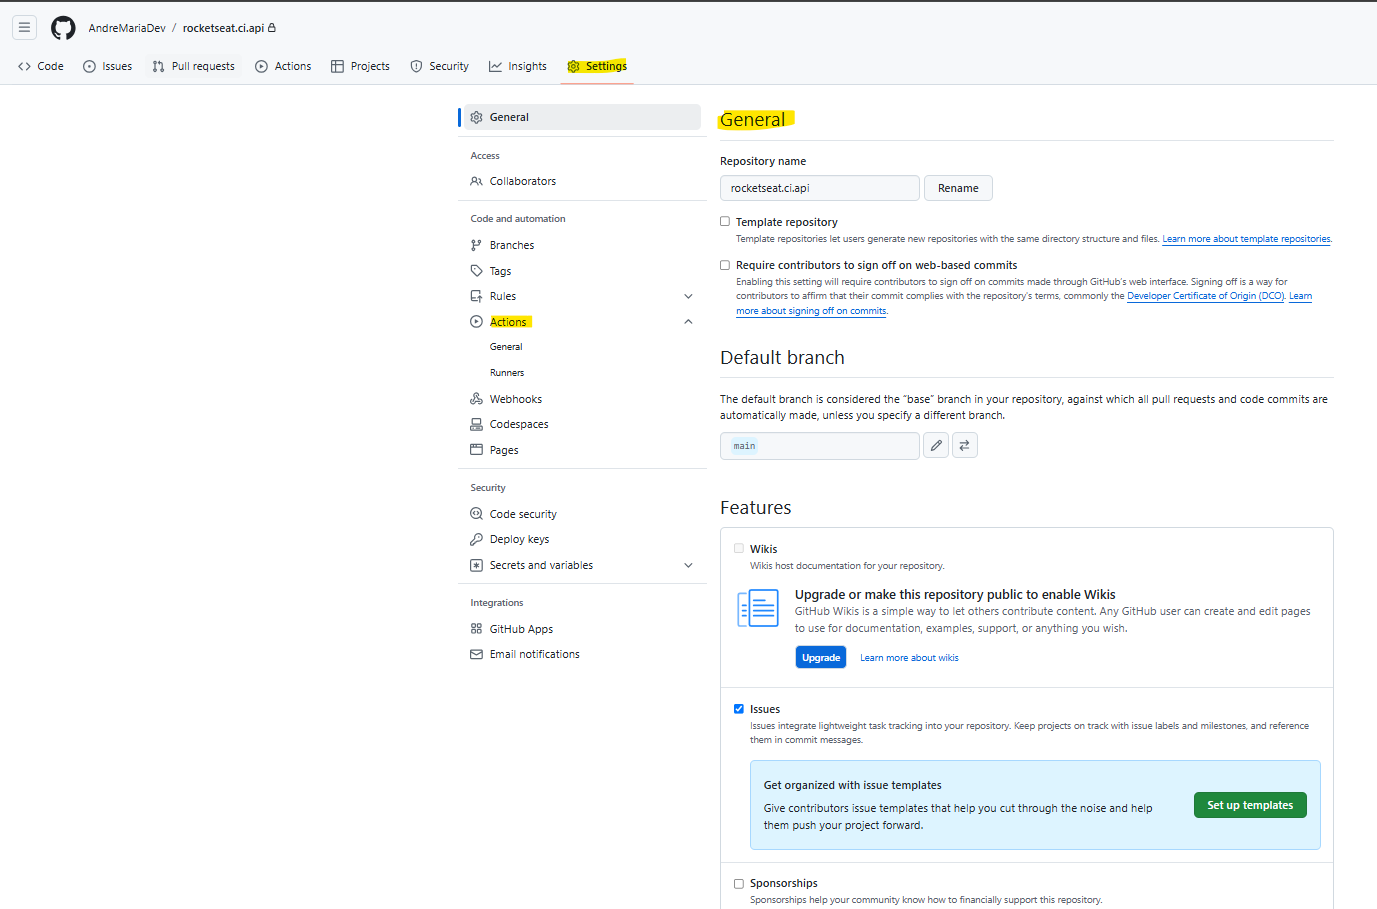 AndreMariaDev / rocketseat.ci.api
Code Issues Pull requests Actions Projects Security Insights Settings
General
Access
Collaborators
Code and automation
Branches
Tags
Rules
Actions
General
Runners
Webhooks
Codespaces
Pages
Security
Code security
Deploy keys
Secrets and variables
Integrations
GitHub Apps
Email notifications
General
Repository name
rocketseat.ci.api Rename
Template repository
Template repositories let users generate new repositories with the same directory structure and files. Learn more about template repositories.
Require contributors to sign off on web-based commits
Enabling this setting will require contributors to sign off on commits made through GitHub's web interface. Signing off is a way for
contributors to affirm that their commit complies with the repository's terms, commonly the Developer Certificate of Origin (DCO). Learn
more about signing off on commits.
Default branch
The default branch is considered the “base” branch in your repository, against which all pull requests and code commits are
automatically made, unless you specify a different branch.
main
Features
Wikis
Wikis host documentation for your repository.
Upgrade or make this repository public to enable Wikis
GitHub Wikis is a simple way to let others contribute content. Any GitHub user can create and edit pages
to use for documentation, examples, support, or anything you wish.
Upgrade Learn more about wikis
Issues
Issues integrate lightweight task tracking into your repository. Keep projects on track with issue labels and milestones, and reference
them in commit messages.
Get organized with issue templates
Give contributors issue templates that help you cut through the noise and help
them push your project forward.
Set up templates
Sponsorships
Sponsorships help your community know how to financially support this repository.